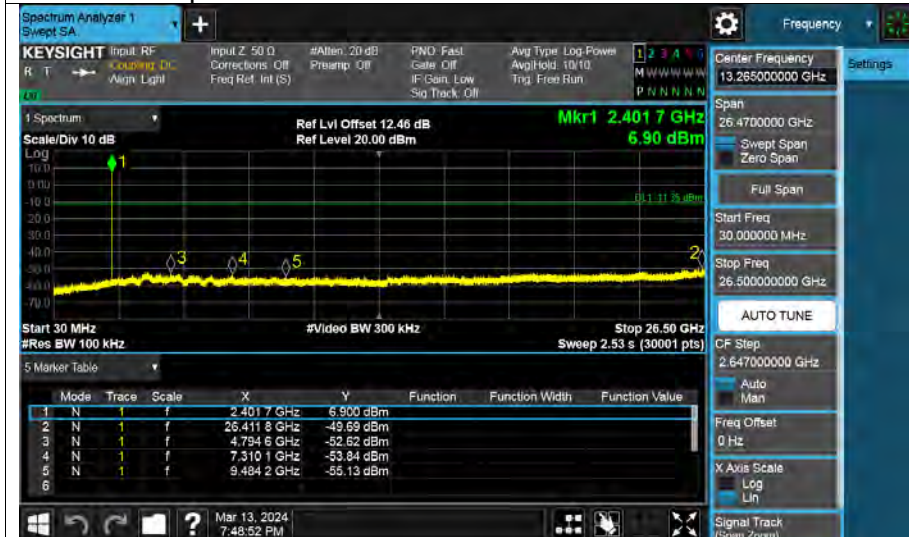 Spectrum Analyzer 1
Swept SA
+
Frequency
KEYSIGHT Input: RF Input Z: 50 Ω #Atten: 20 dB PNO: Fast Avg Type: Log-Power 1 2 3 4 5 6
R T Coupling: DC Corrections: Off Preamp: Off Gate: Off Avg|Hold: 10/10 M W W W W W
Align: Light Freq Ref: Int (S) IF Gain: Low Trig: Free Run P N N N N N
Sig Track: Off
1 Spectrum
Ref Lvl Offset 12.46 dB
Mkr1 2.401 7 GHz
Scale/Div 10 dB
Ref Level 20.00 dBm
6.90 dBm
Log
10.0
0.00
-10.0
-20.0
-30.0
-40.0
-50.0
-60.0
-70.0
1
2
3
4
5
Start 30 MHz
#Video BW 300 kHz
Stop 26.50 GHz
#Res BW 100 kHz
Sweep 2.53 s (30001 pts)
5 Marker Table
Mode Trace Scale X Y Function Function Width Function Value
1 N 1 f 2.401 7 GHz 6.900 dBm
2 N 1 f 26.411 8 GHz -49.69 dBm
3 N 1 f 4.794 6 GHz -52.62 dBm
4 N 1 f 7.310 1 GHz -53.84 dBm
5 N 1 f 9.484 2 GHz -55.13 dBm
6
?
Mar 13, 2024
7:48:52 PM
Center Frequency
13.265000000 GHz
Settings
Span
26.4700000 GHz
Swept Span
Zero Span
Full Span
Start Freq
30.000000 MHz
Stop Freq
26.500000000 GHz
AUTO TUNE
CF Step
2.647000000 GHz
Auto
Man
Freq Offset
0 Hz
X Axis Scale
Log
Lin
Signal Track
(Span Zoom)